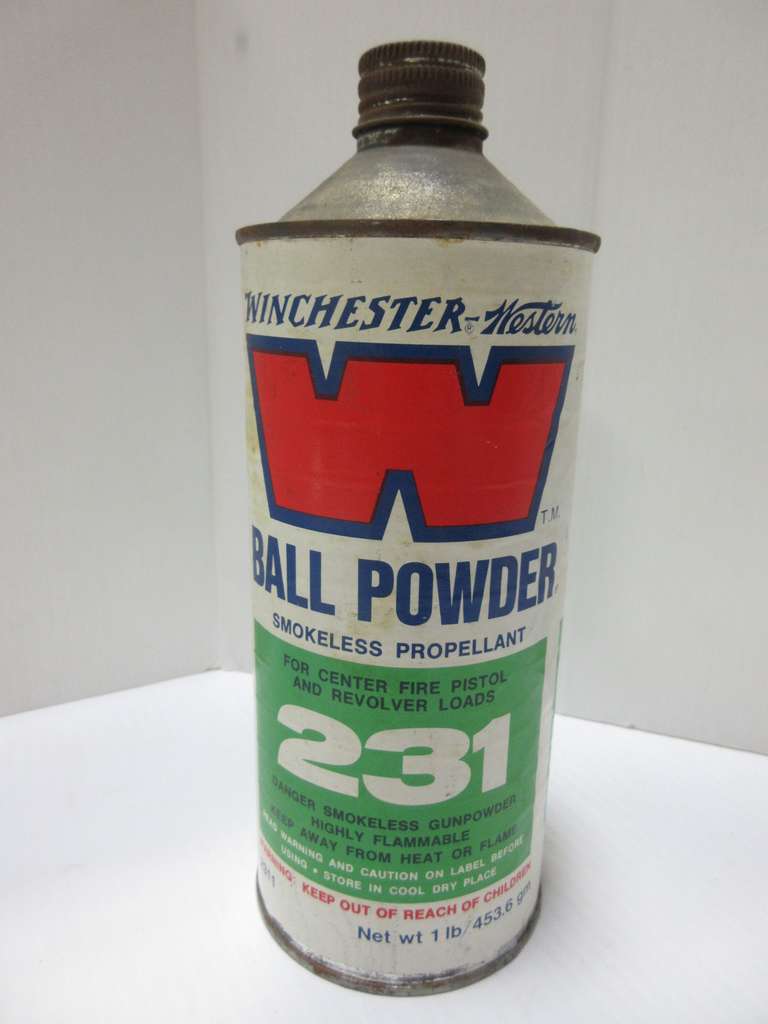 WINCHESTER-Western
®
W
T.M.
BALL POWDER
SMOKELESS PROPELLANT
FOR CENTER FIRE PISTOL
AND REVOLVER LOADS
231
DANGER SMOKELESS GUNPOWDER
HIGHLY FLAMMABLE
KEEP AWAY FROM HEAT OR FLAME
READ WARNING AND CAUTION ON LABEL BEFORE
USING • STORE IN COOL DRY PLACE
WARNING: KEEP OUT OF REACH OF CHILDREN
Net wt 1 lb/453.6 gm